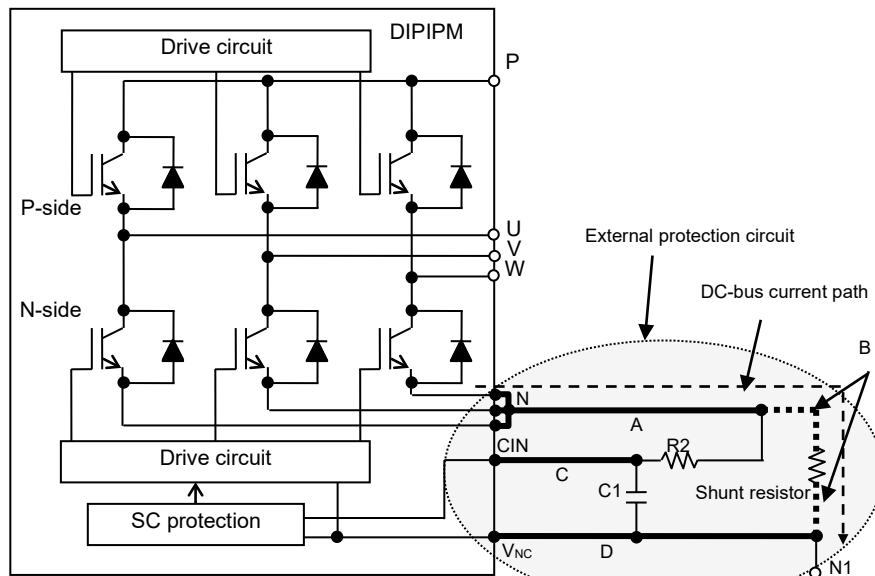 DIPIPM
Drive circuit
P
P-side
U
V
W
External protection circuit
N-side
DC-bus current path
B
N
A
CIN
R2
C
Drive circuit
C1
Shunt resistor
SC protection
VNC
D
N1